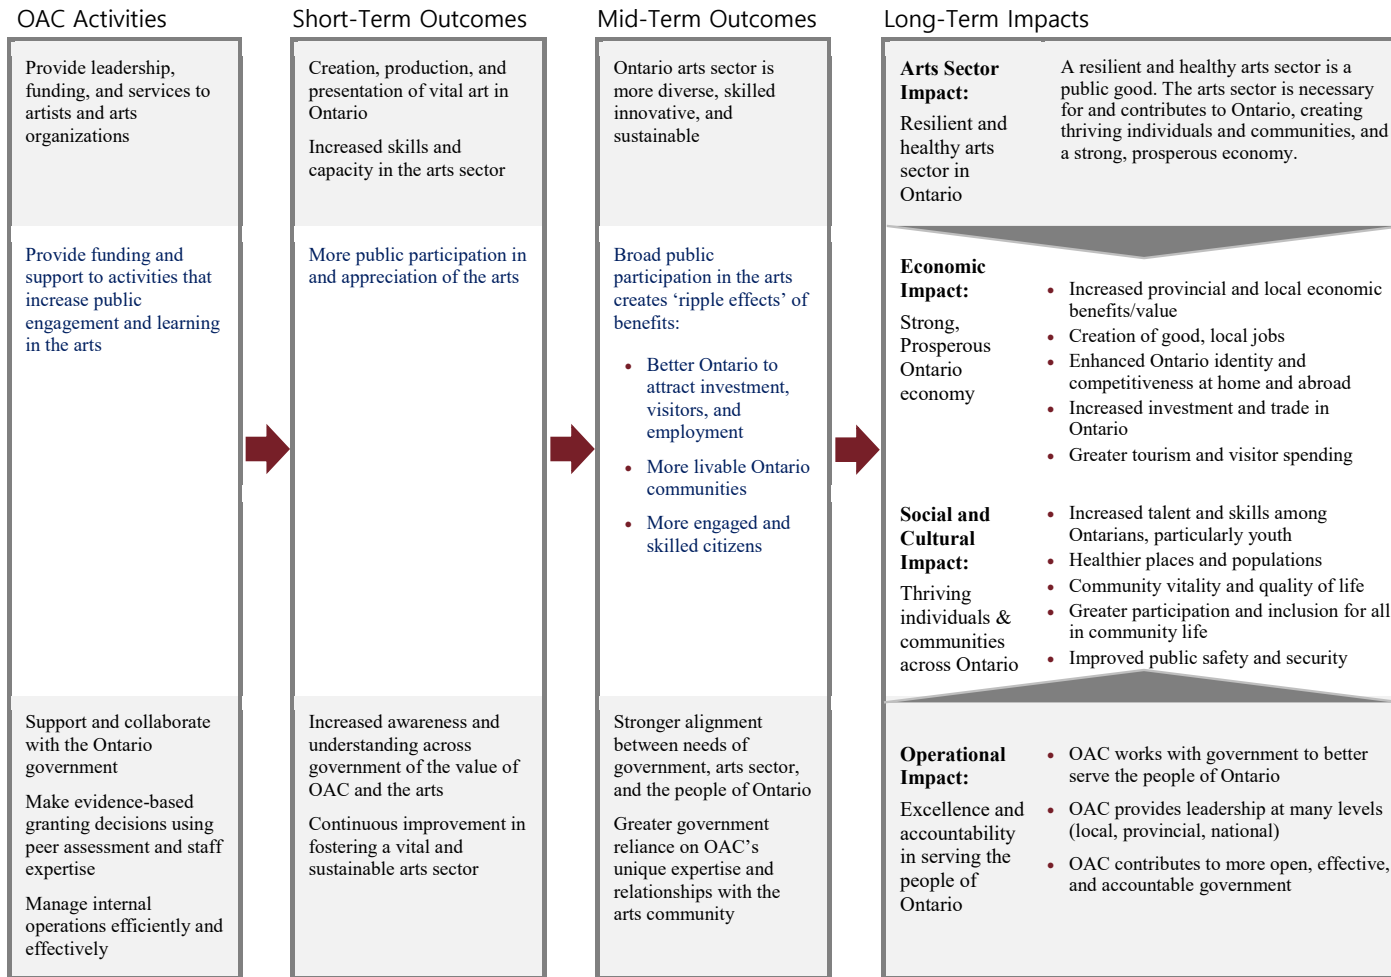 OAC Activities
Short-Term Outcomes
Mid-Term Outcomes
Long-Term Impacts
Provide leadership,
funding, and services to
artists and arts
organizations
Creation, production, and
presentation of vital art in
Ontario
Increased skills and
capacity in the arts sector
Ontario arts sector is
more diverse, skilled
innovative, and
sustainable
Arts Sector
Impact:
Resilient and
healthy arts
sector in
Ontario
A resilient and healthy arts sector is a
public good. The arts sector is necessary
for and contributes to Ontario, creating
thriving individuals and communities, and
a strong, prosperous economy.
Provide funding and
support to activities that
increase public
engagement and learning
in the arts
More public participation in
and appreciation of the arts
Broad public
participation in the arts
creates ‘ripple effects’ of
benefits:
• Better Ontario to
attract investment,
visitors, and
employment
• More livable Ontario
communities
• More engaged and
skilled citizens
Economic
Impact:
Strong,
Prosperous
Ontario
economy
• Increased provincial and local economic
benefits/value
• Creation of good, local jobs
• Enhanced Ontario identity and
competitiveness at home and abroad
• Increased investment and trade in
Ontario
• Greater tourism and visitor spending
Social and
Cultural
Impact:
Thriving
individuals &
communities
across Ontario
• Increased talent and skills among
Ontarians, particularly youth
• Healthier places and populations
• Community vitality and quality of life
• Greater participation and inclusion for all
in community life
• Improved public safety and security
Support and collaborate
with the Ontario
government
Make evidence-based
granting decisions using
peer assessment and staff
expertise
Manage internal
operations efficiently and
effectively
Increased awareness and
understanding across
government of the value of
OAC and the arts
Continuous improvement in
fostering a vital and
sustainable arts sector
Stronger alignment
between needs of
government, arts sector,
and the people of Ontario
Greater government
reliance on OAC’s
unique expertise and
relationships with the
arts community
Operational
Impact:
Excellence and
accountability
in serving the
people of
Ontario
• OAC works with government to better
serve the people of Ontario
• OAC provides leadership at many levels
(local, provincial, national)
• OAC contributes to more open, effective,
and accountable government